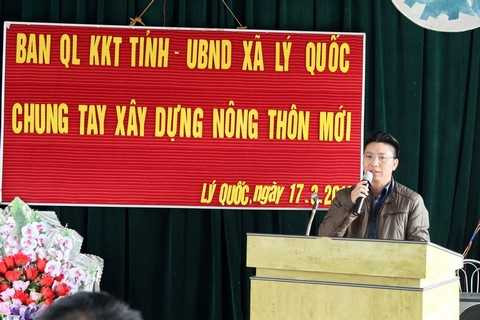 BAN QL KKT TỈNH - UBND XÃ LÝ QUỐC
CHUNG TAY XÂY DỰNG NÔNG THÔN MỚI
LÝ QUỐC, ngày 17.3